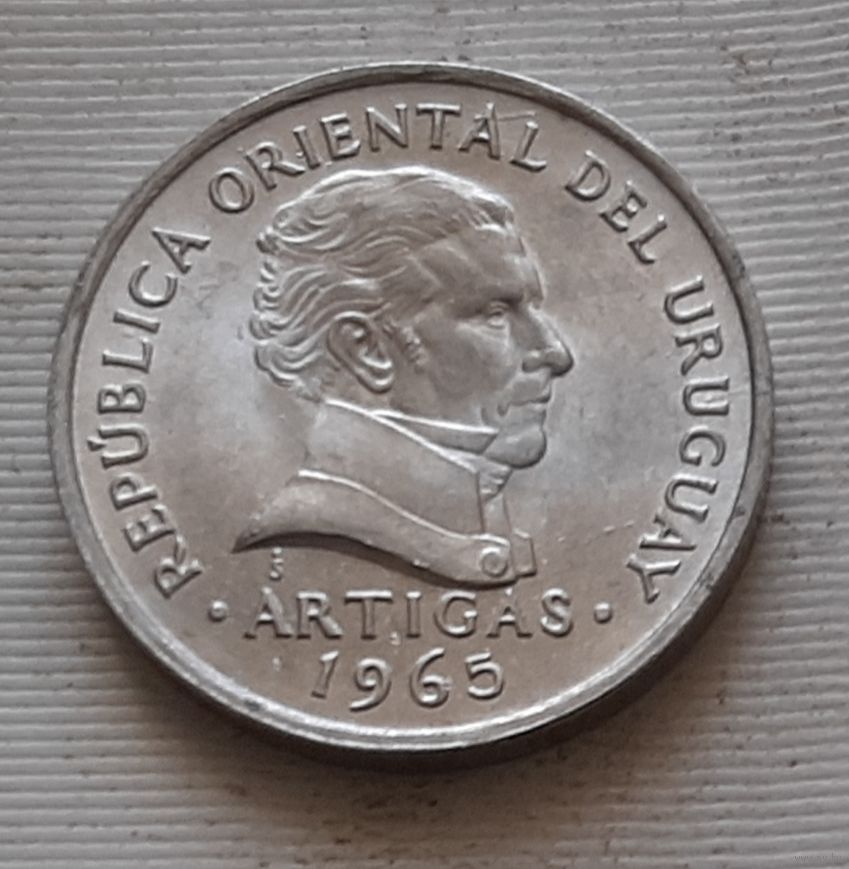 REPÚBLICA ORIENTAL DEL URUGUAY
· ARTIGAS ·
1965